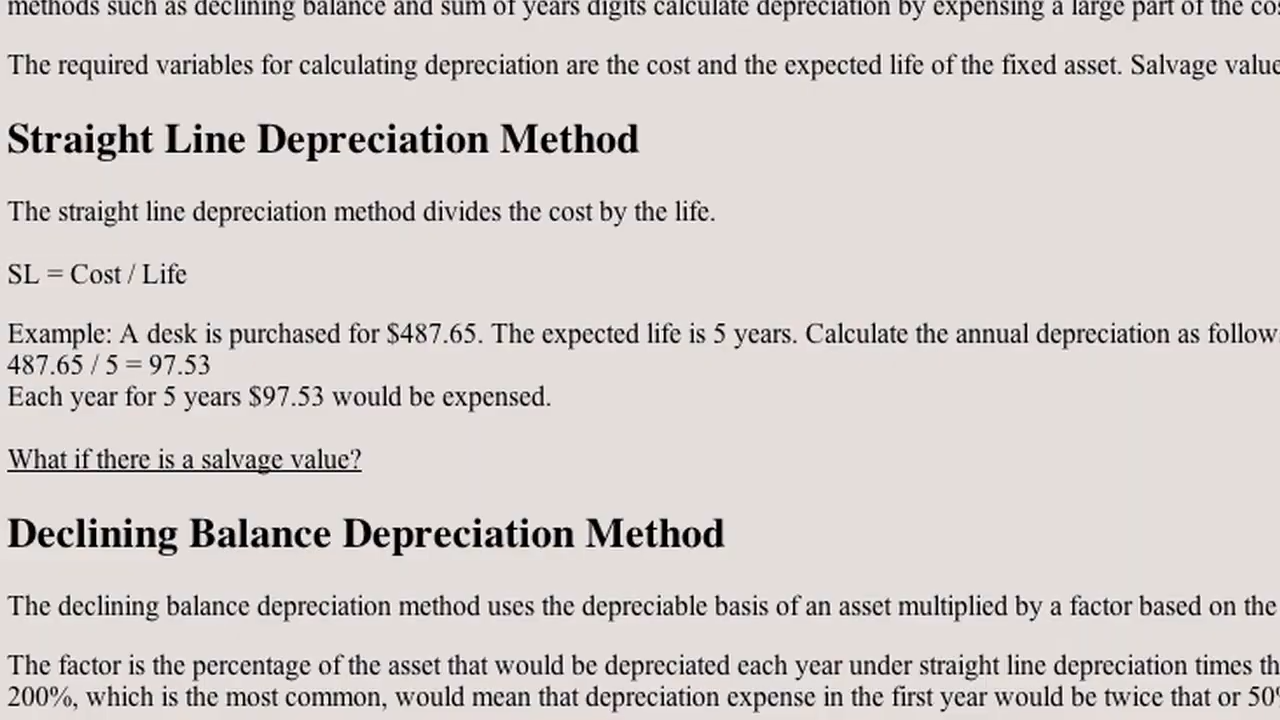 methods such as declining balance and sum of years digits calculate depreciation by expensing a large part of the
The required variables for calculating depreciation are the cost and the expected life of the fixed asset. Salvage value
Straight Line Depreciation Method
The straight line depreciation method divides the cost by the life.
SL = Cost / Life
Example: A desk is purchased for $487.65. The expected life is 5 years. Calculate the annual depreciation as
487.65 / 5 = 97.53
Each year for 5 years $97.53 would be expensed.
What if there is a salvage value?
Declining Balance Depreciation Method
The declining balance depreciation method uses the depreciable basis of an asset multiplied by a factor based on the
The factor is the percentage of the asset that would be depreciated each year under straight line depreciation times
200%, which is the most common, would mean that depreciation expense in the first year would be twice that or